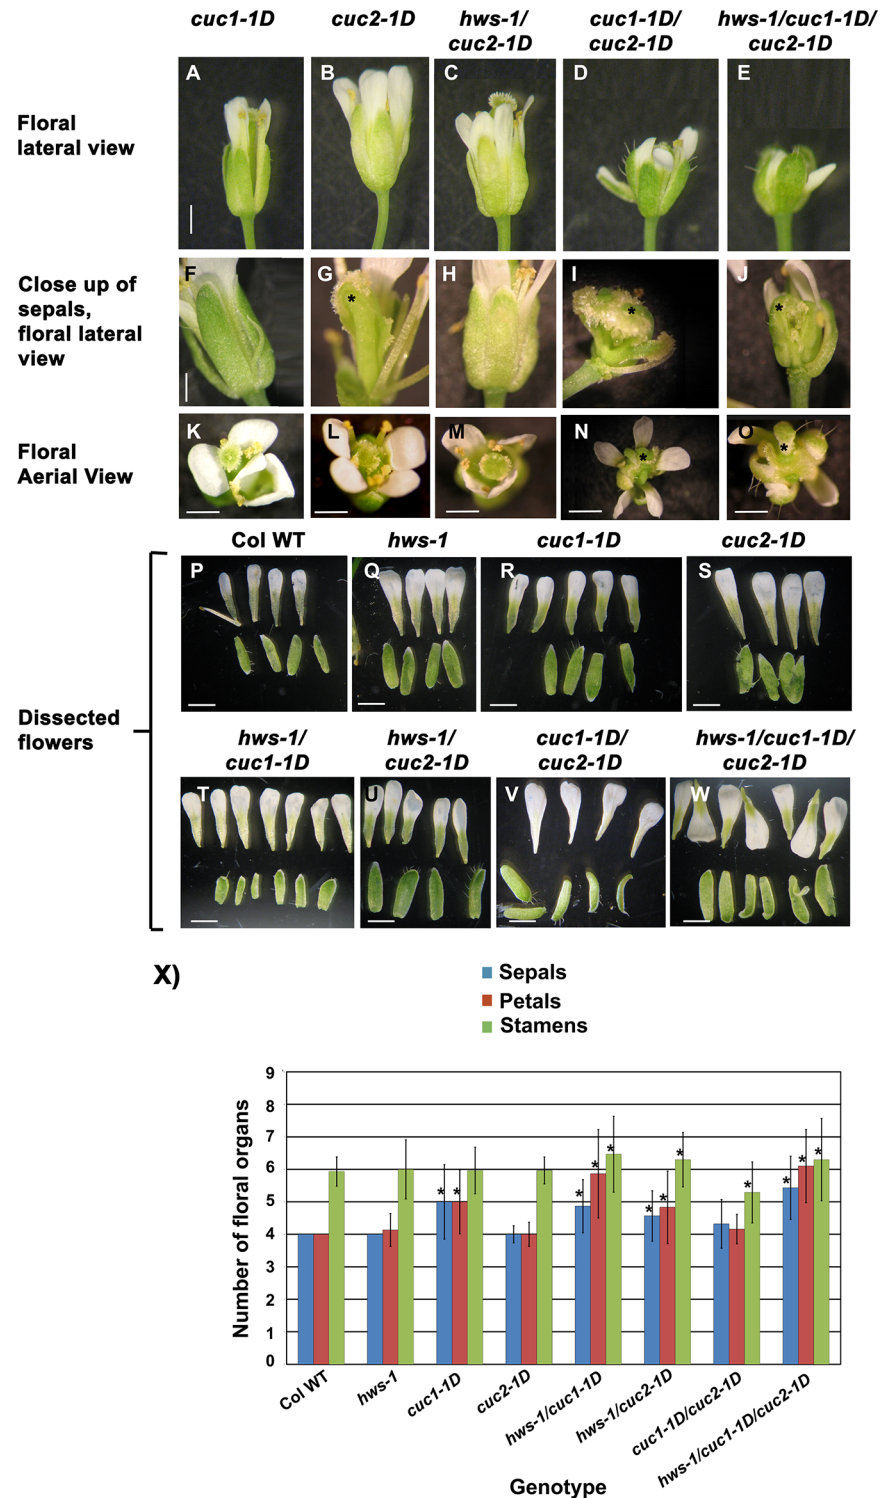 cuc1-1D
cuc2-1D
hws-1/
cuc2-1D
cuc1-1D/
cuc2-1D
hws-1/cuc1-1D/
cuc2-1D
Floral
lateral view
A
B
C
D
E
Close up of
sepals,
floral lateral
view
F
G
*
H
I
*
J
*
Floral
Aerial View
K
L
M
N
*
O
*
Col WT
hws-1
cuc1-1D
cuc2-1D
P
Q
R
S
Dissected
flowers
hws-1/
cuc1-1D
hws-1/
cuc2-1D
cuc1-1D/
cuc2-1D
hws-1/cuc1-1D/
cuc2-1D
T
U
V
W
X)
Sepals
Petals
Stamens
Number of floral organs
9
8
7
6
5
4
3
2
1
0
* *
* * *
* * *
*
* * *
Col WT
hws-1
cuc1-1D
cuc2-1D
hws-1/cuc1-1D
hws-1/cuc2-1D
cuc1-1D/cuc2-1D
hws-1/cuc1-1D/cuc2-1D
Genotype